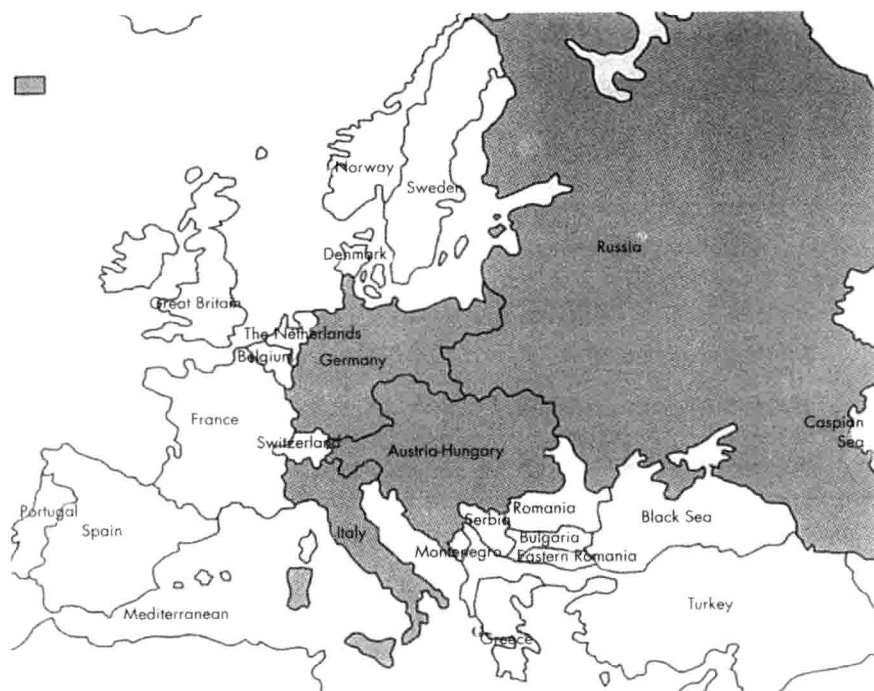 Norway
Sweden
Russia
Denmark
Great Britain
The Netherlands
Belgium
Germany
France
Switzerland
Austria-Hungary
Caspian
Sea
Portugal
Spain
Italy
Serbia
Romania
Black Sea
Montenegro
Bulgaria
Eastern Romania
Mediterranean
Turkey
Greece